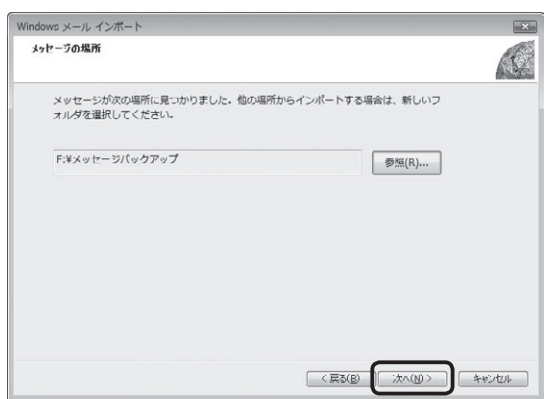 Windows メール インポート
メッセージの場所
メッセージが次の場所に見つかりました。他の場所からインポートする場合は、新しいフ
ォルダを選択してください。
F:¥メッセージバックアップ
参照(R)...
< 戻る(B)
次へ(N) >
キャンセル